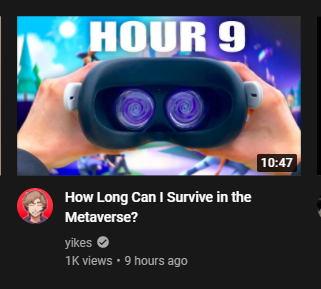 HOUR 9
10:47
How Long Can I Survive in the
Metaverse?
yikes
1K views • 9 hours ago